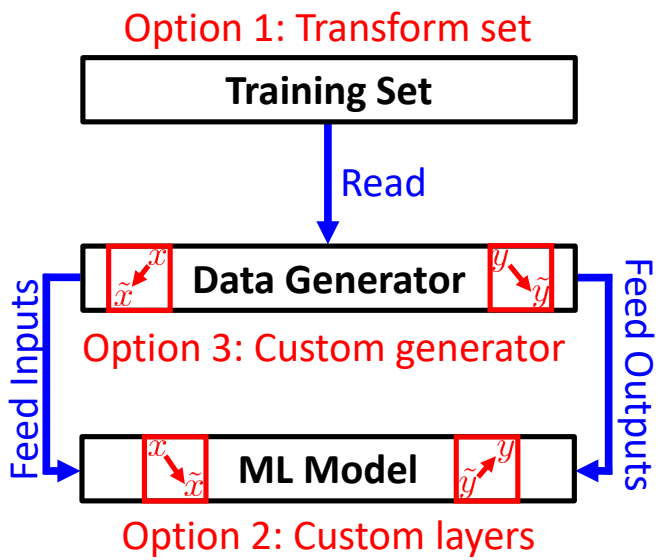 Option 1: Transform set
Training Set
Read
x
x̃
Data Generator
y
ỹ
Feed Inputs
Feed Outputs
Option 3: Custom generator
x
x̃
ML Model
y
ỹ
Option 2: Custom layers